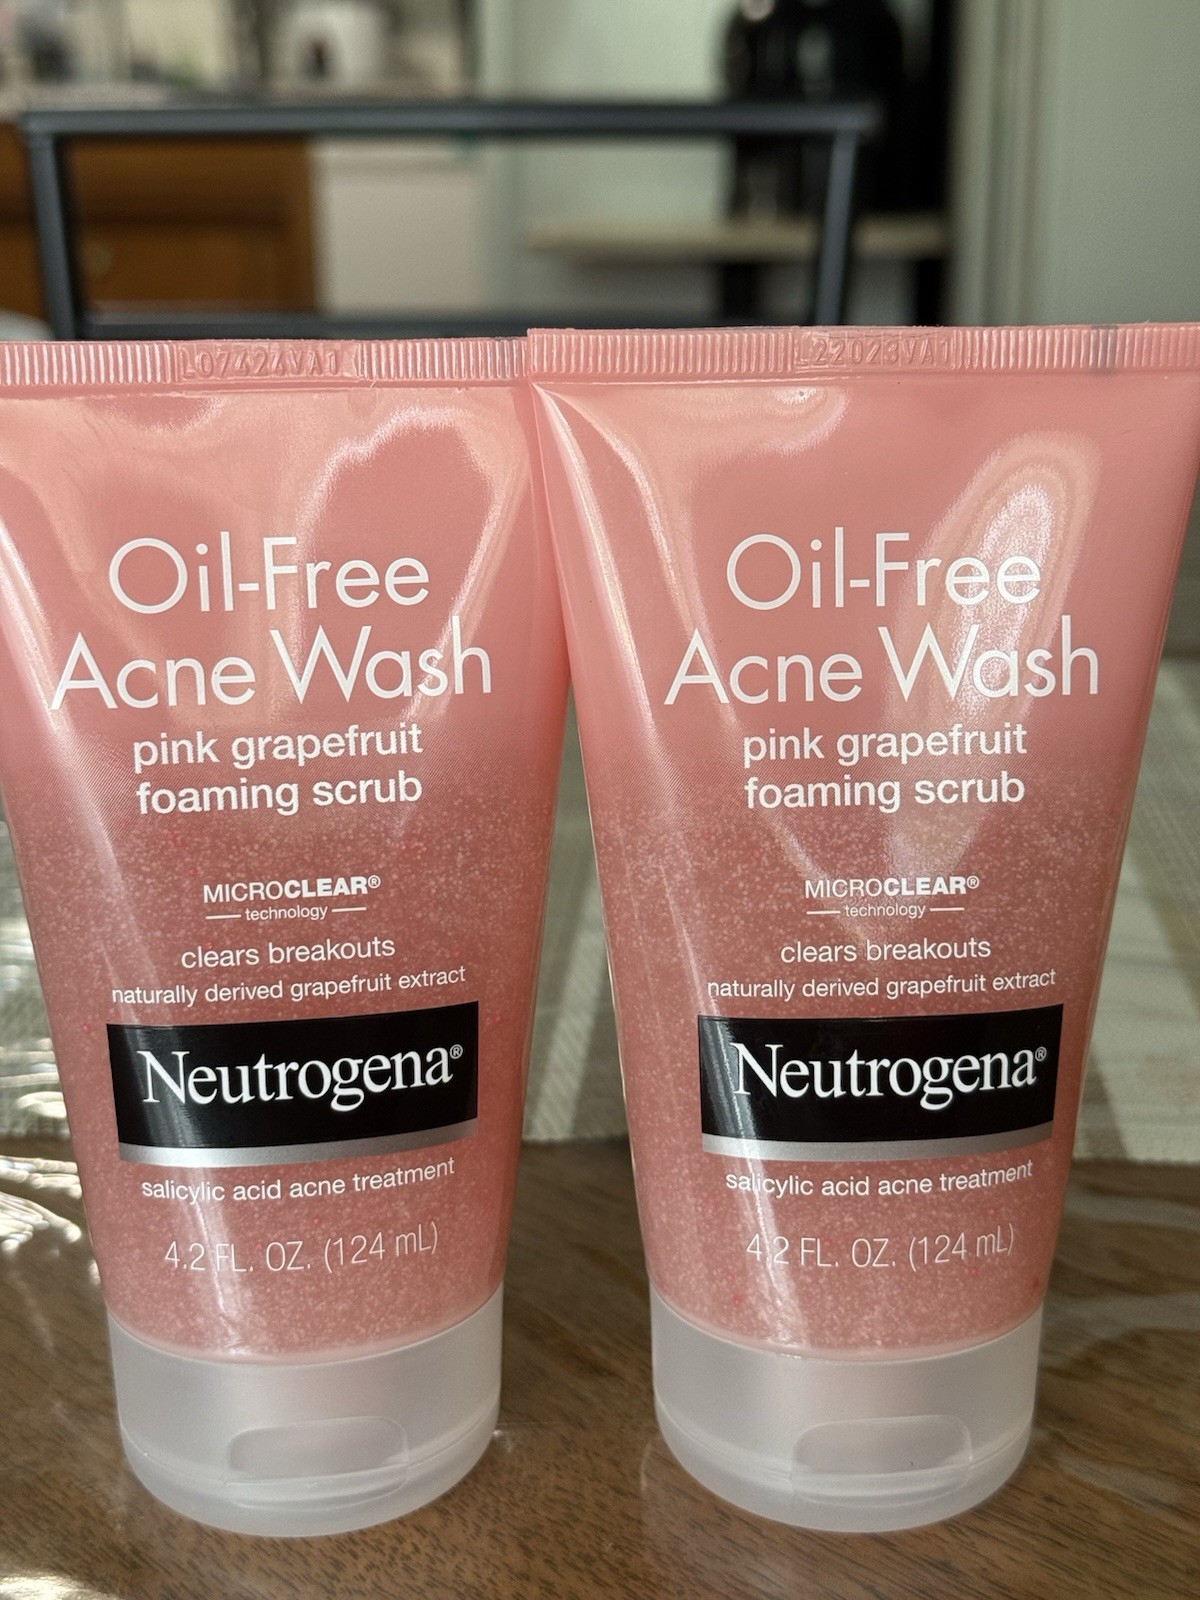 L07424VA1
Oil-Free
Acne Wash
pink grapefruit
foaming scrub
MICROCLEAR®
technology
clears breakouts
naturally derived grapefruit extract
Neutrogena®
salicylic acid acne treatment
4.2 FL. OZ. (124 mL)
L22023VA1
Oil-Free
Acne Wash
pink grapefruit
foaming scrub
MICROCLEAR®
technology
clears breakouts
naturally derived grapefruit extract
Neutrogena®
salicylic acid acne treatment
4.2 FL. OZ. (124 mL)